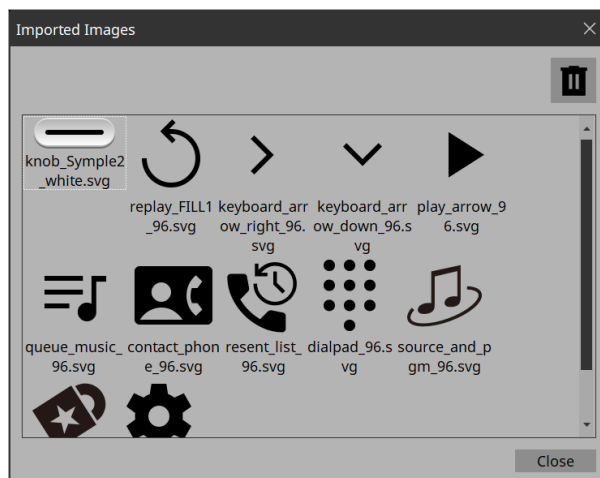 Imported Images
knob_Symple2
_white.svg
replay_FILL1
_96.svg
keyboard_arr
ow_right_96.
svg
keyboard_arr
ow_down_96.s
vg
play_arrow_9
6.svg
queue_music_
96.svg
contact_phon
e_96.svg
resent_list_
96.svg
dialpad_96.s
vg
source_and_p
gm_96.svg
Close